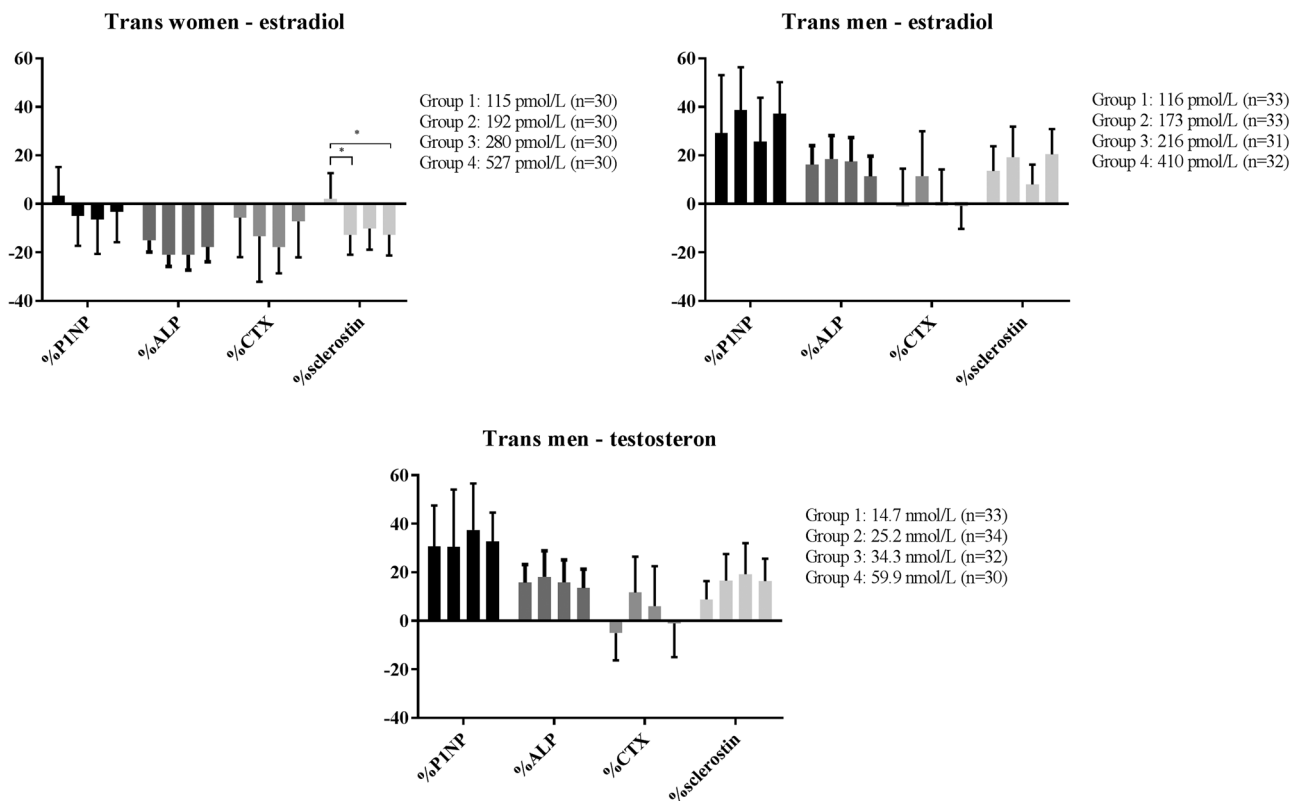 Trans women - estradiol
60
40
20
0
-20
-40
%P1NP
%ALP
%CTX
%sclerostin
*
*
Group 1: 115 pmol/L (n=30)
Group 2: 192 pmol/L (n=30)
Group 3: 280 pmol/L (n=30)
Group 4: 527 pmol/L (n=30)
Trans men - estradiol
60
40
20
0
-20
-40
%P1NP
%ALP
%CTX
%sclerostin
Group 1: 116 pmol/L (n=33)
Group 2: 173 pmol/L (n=33)
Group 3: 216 pmol/L (n=31)
Group 4: 410 pmol/L (n=32)
Trans men - testosteron
60
40
20
0
-20
-40
%P1NP
%ALP
%CTX
%sclerostin
Group 1: 14.7 nmol/L (n=33)
Group 2: 25.2 nmol/L (n=34)
Group 3: 34.3 nmol/L (n=32)
Group 4: 59.9 nmol/L (n=30)